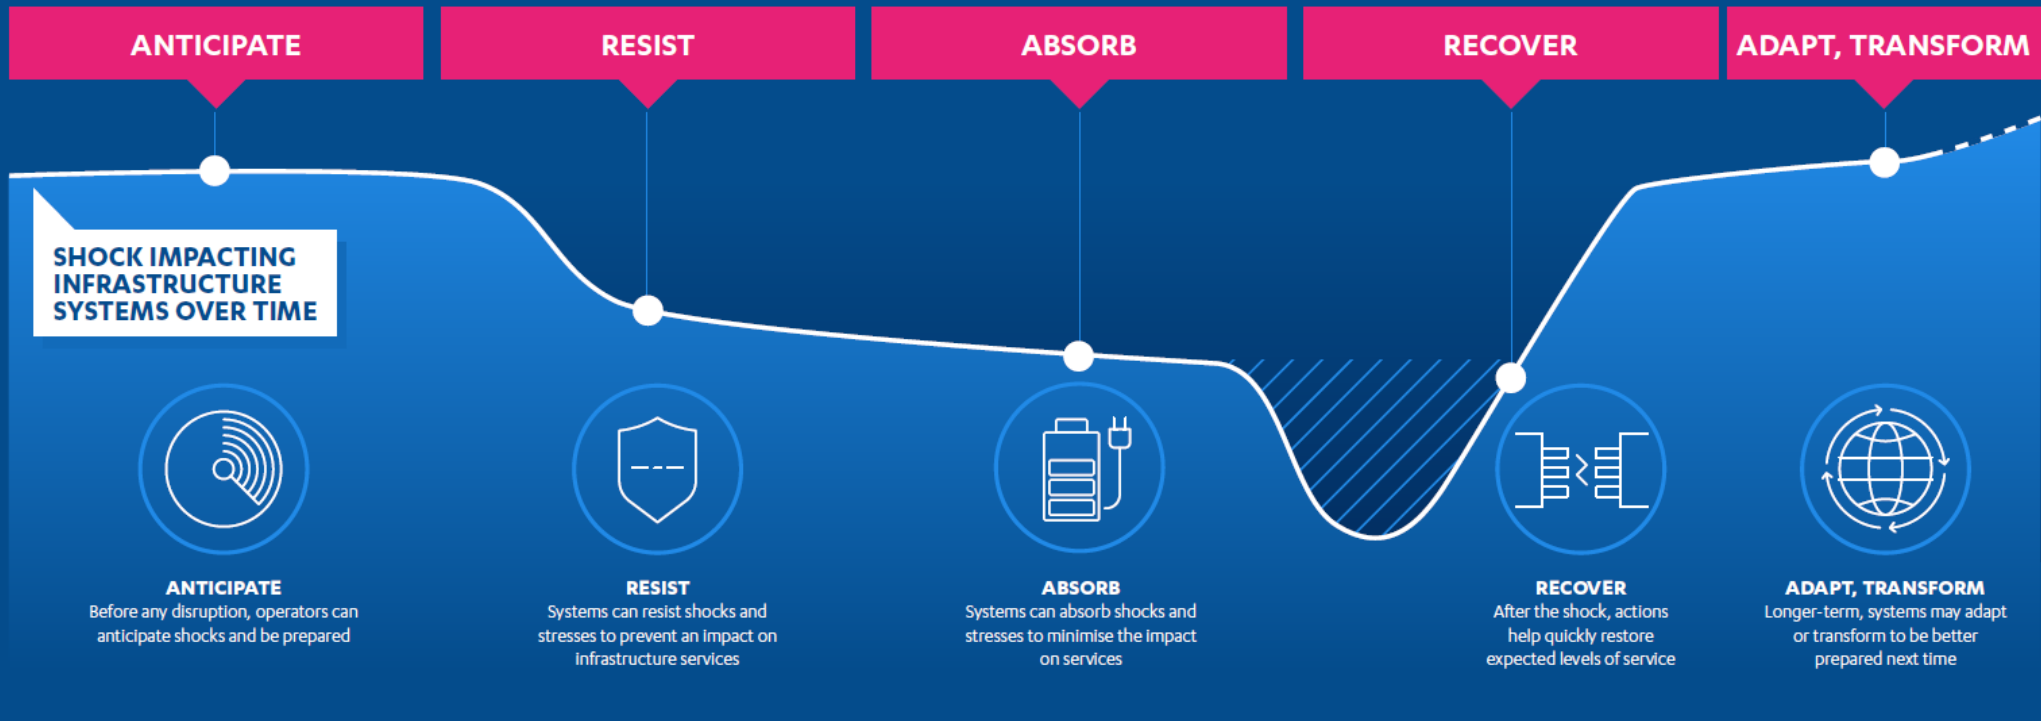 ANTICIPATE
RESIST
ABSORB
RECOVER
ADAPT, TRANSFORM
SHOCK IMPACTING
INFRASTRUCTURE
SYSTEMS OVER TIME
ANTICIPATE
Before any disruption, operators can
anticipate shocks and be prepared
RESIST
Systems can resist shocks and
stresses to prevent an impact on
infrastructure services
ABSORB
Systems can absorb shocks and
stresses to minimise the impact
on services
RECOVER
After the shock, actions
help quickly restore
expected levels of service
ADAPT, TRANSFORM
Longer-term, systems may adapt
or transform to be better
prepared next time